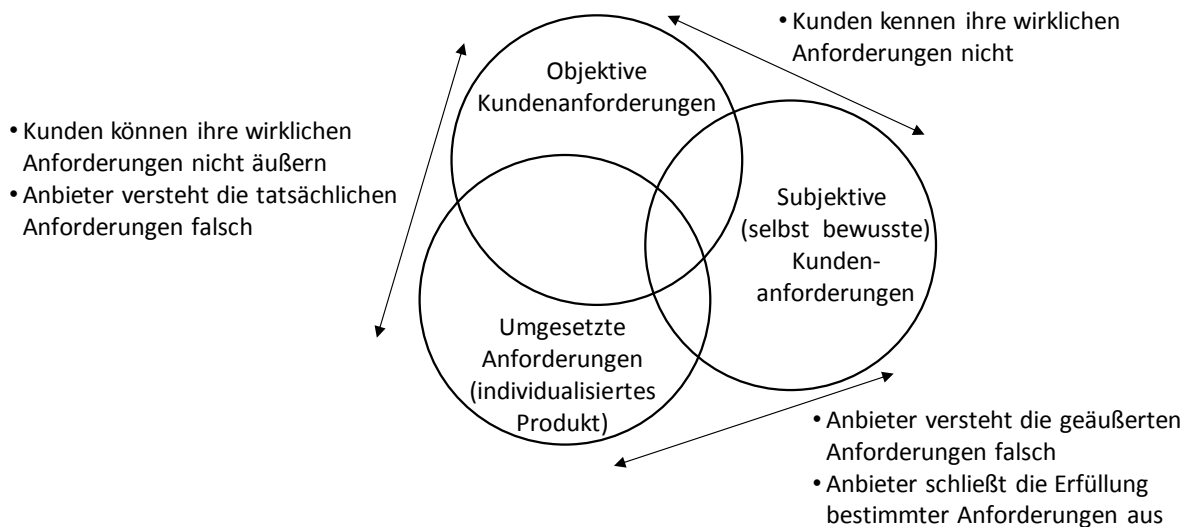 • Kunden kennen ihre wirklichen
Anforderungen nicht
Objektive
Kundenanforderungen
• Kunden können ihre wirklichen
Anforderungen nicht äußern
• Anbieter versteht die tatsächlichen
Anforderungen falsch
Subjektive
(selbst bewusste)
Kunden-
anforderungen
Umgesetzte
Anforderungen
(individualisiertes
Produkt)
• Anbieter versteht die geäußerten
Anforderungen falsch
• Anbieter schließt die Erfüllung
bestimmter Anforderungen aus